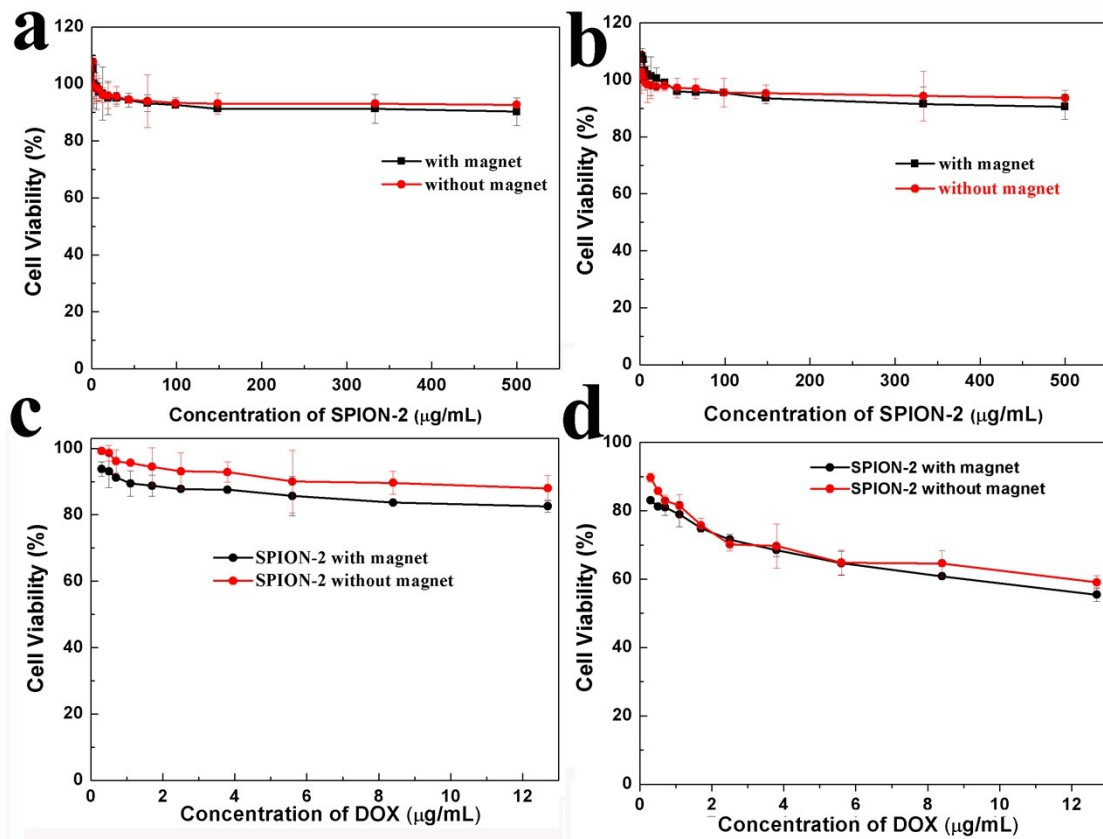 a
120
100
80
60
40
20
0
Cell Viability (%)
with magnet
without magnet
0 100 200 300 400 500
Concentration of SPION-2 (μg/mL)
b
120
100
80
60
40
20
0
Cell Viability (%)
with magnet
without magnet
0 100 200 300 400 500
Concentration of SPION-2 (μg/mL)
c
100
80
60
40
20
0
Cell Viability (%)
SPION-2 with magnet
SPION-2 without magnet
0 2 4 6 8 10 12
Concentration of DOX (μg/mL)
d
100
80
60
40
20
0
Cell Viability (%)
SPION-2 with magnet
SPION-2 without magnet
0 2 4 6 8 10 12
Concentration of DOX (μg/mL)